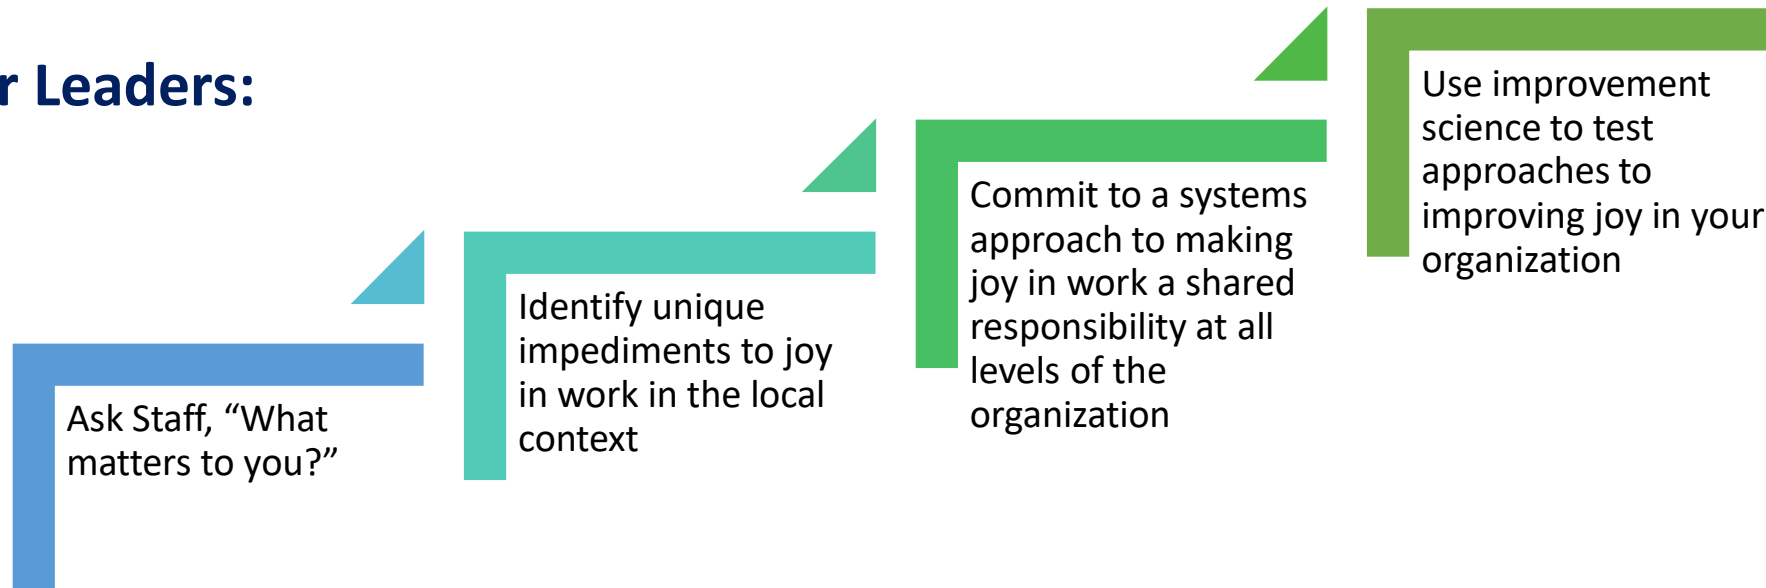 r Leaders:
Ask Staff, “What
matters to you?”
Identify unique
impediments to joy
in work in the local
context
Commit to a systems
approach to making
joy in work a shared
responsibility at all
levels of the
organization
Use improvement
science to test
approaches to
improving joy in your
organization